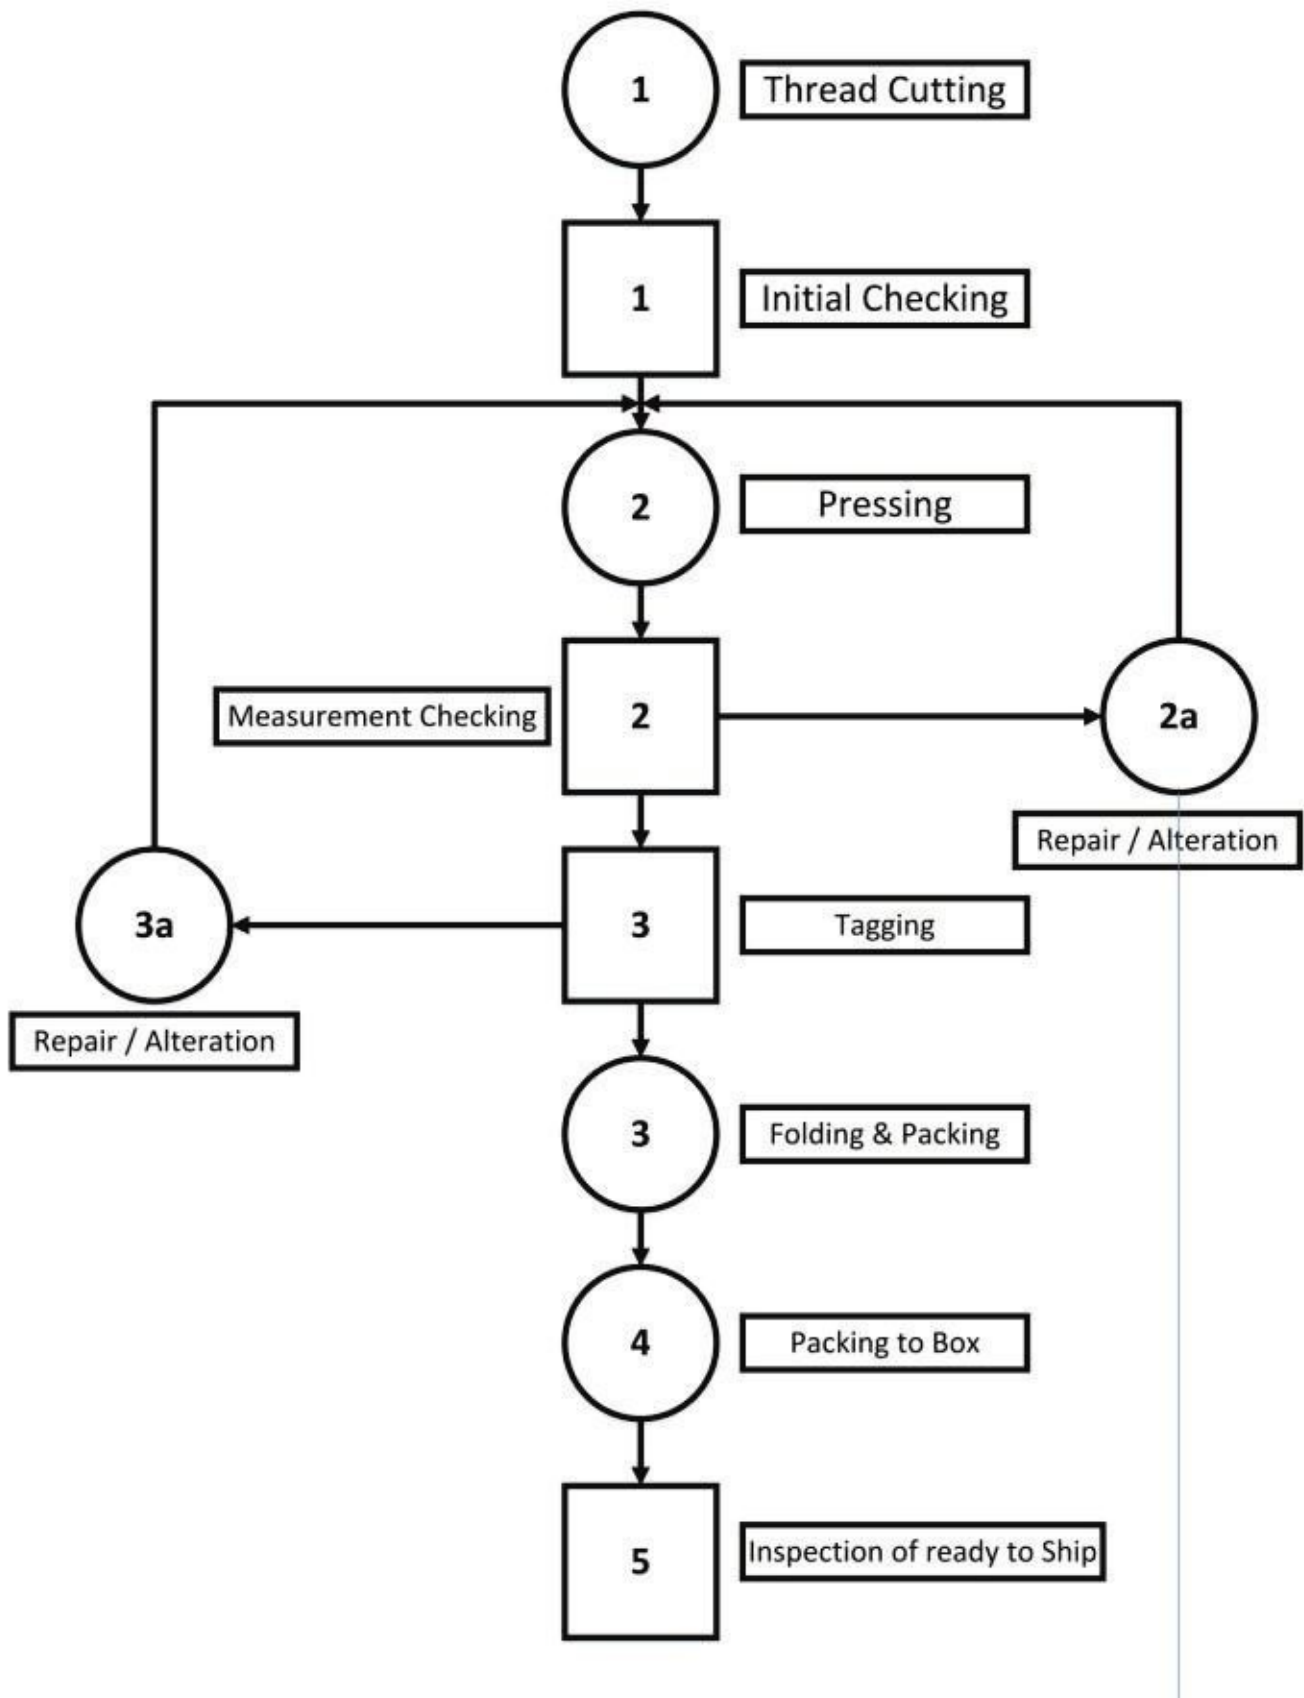 1
Thread Cutting
1
Initial Checking
2
Pressing
Measurement Checking
2
2a
Repair / Alteration
3a
3
Tagging
Repair / Alteration
3
Folding & Packing
4
Packing to Box
5
Inspection of ready to Ship